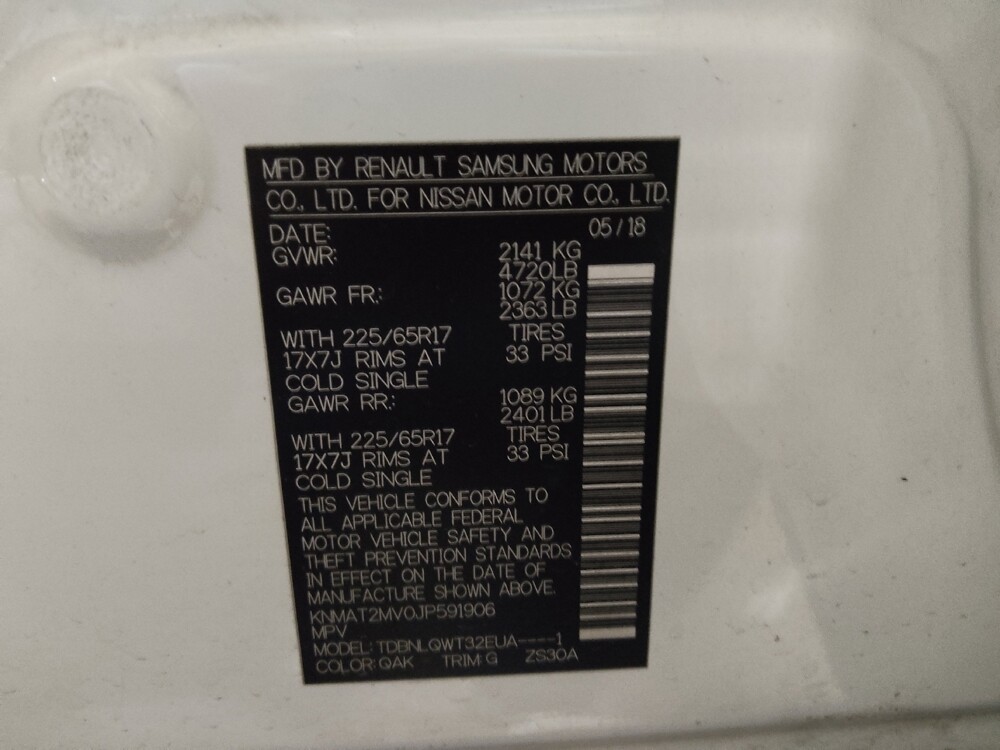 MFD BY RENAULT SAMSUNG MOTORS
CO., LTD. FOR NISSAN MOTOR CO., LTD.
DATE: 05/18
GVWR: 2141 KG
4720LB
GAWR FR.: 1072 KG
2363 LB
WITH 225/65R17 TIRES
17X7J RIMS AT 33 PSI
COLD SINGLE
GAWR RR.: 1089 KG
2401 LB
WITH 225/65R17 TIRES
17X7J RIMS AT 33 PSI
COLD SINGLE
THIS VEHICLE CONFORMS TO
ALL APPLICABLE FEDERAL
MOTOR VEHICLE SAFETY AND
THEFT PREVENTION STANDARDS
IN EFFECT ON THE DATE OF
MANUFACTURE SHOWN ABOVE.
KNMAT2MV0JP591906
MPV
MODEL: TDBNLQWT32EUA----1
COLOR: QAK TRIM: G ZS30A